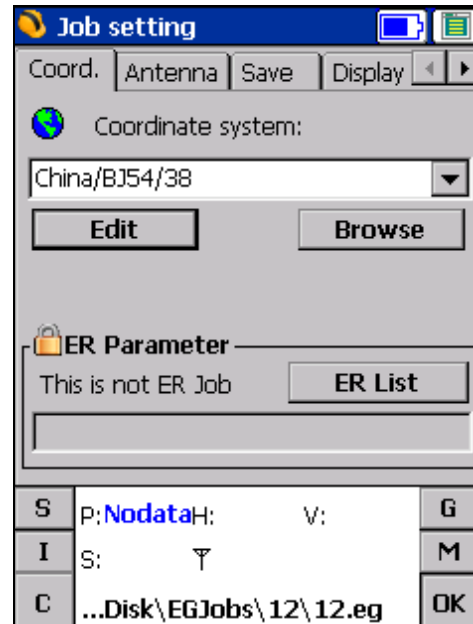 Job setting
Coord. Antenna Save Display
Coordinate system:
China/BJ54/38
Edit Browse
ER Parameter
This is not ER Job ER List
S P:NodataH: V: G
I S: M
C ...Disk\EGJobs\12\12.eg OK